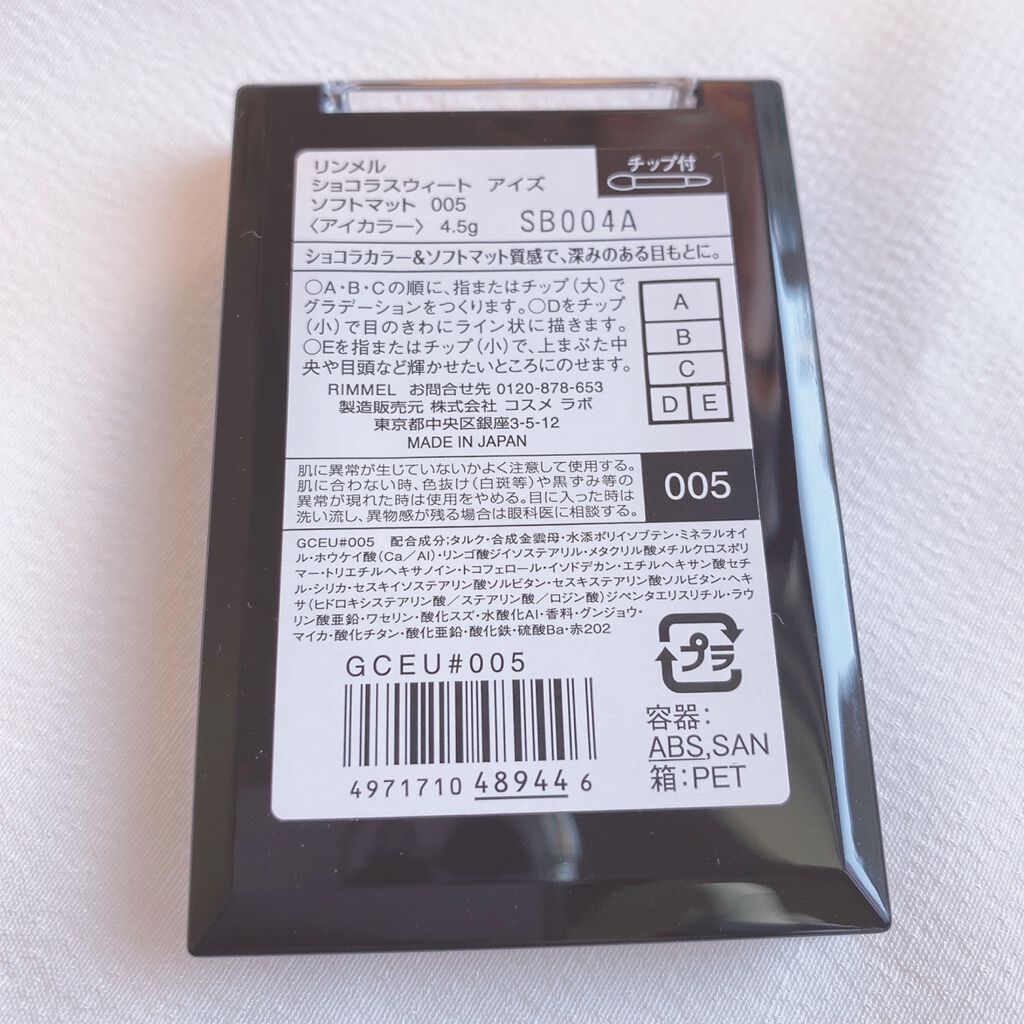 リンメル
ショコラスウィート アイズ
ソフトマット 005
〈アイカラー〉 4.5g
SB004A
チップ付
ショコラカラー&ソフトマット質感で、深みのある目もとに。
○A・B・Cの順に、指またはチップ(大)で
グラデーションをつくります。○Dをチップ
(小)で目のきわにライン状に描きます。
○Eを指またはチップ(小)で、上まぶた中
央や目頭など輝かせたいところにのせます。
A
B
C
D E
RIMMEL お問合せ先 0120-878-653
製造販売元 株式会社 コスメ ラボ
東京都中央区銀座3-5-12
MADE IN JAPAN
肌に異常が生じていないかよく注意して使用する。
肌に合わない時、色抜け(白斑等)や黒ずみ等の
異常が現れた時は使用をやめる。目に入った時は
洗い流し、異物感が残る場合は眼科医に相談する。
005
GCEU#005 配合成分;タルク・合成金雲母・水添ポリイソブテン・ミネラルオイ
ル・ホウケイ酸(Ca/Al)・リンゴ酸ジイソステアリル・メタクリル酸メチルクロスポリ
マー・トリエチルヘキサノイン・トコフェロール・イソドデカン・エチルヘキサン酸セチ
ル・シリカ・セスキイソステアリン酸ソルビタン・セスキステアリン酸ソルビタン・ヘキ
サ(ヒドロキシステアリン酸/ステアリン酸/ロジン酸)ジペンタエリスリチル・ラウ
リン酸亜鉛・ワセリン・酸化スズ・水酸化Al・香料・グンジョウ・
マイカ・酸化チタン・酸化亜鉛・酸化鉄・硫酸Ba・赤202
GCEU#005
4971710 48944 6
プラ
容器:
ABS,SAN
箱:PET